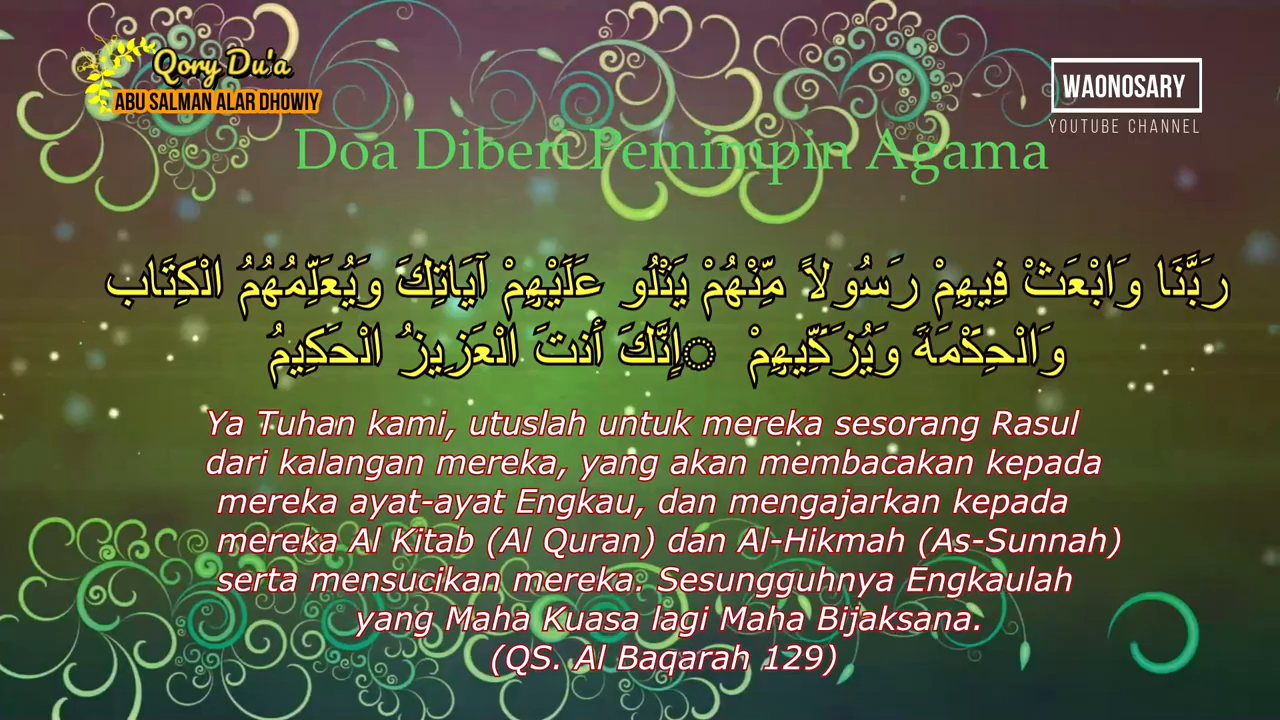 Qory Du'a
ABU SALMAN ALAR DHOWIY
WAONOSARY
YOUTUBE CHANNEL
Doa Diberi Pemimpin Agama
رَبَّنَا وَابْعَثْ فِيهِمْ رَسُولاً مِّنْهُمْ يَتْلُو عَلَيْهِمْ آيَاتِكَ وَيُعَلِّمُهُمُ الْكِتَاب
وَالْحِكْمَةَ وَيُزَكِّيهِمْ ◌إِنَّكَ أَنتَ الْعَزِيزُ الْحَكِيمُ
Ya Tuhan kami, utuslah untuk mereka sesorang Rasul
dari kalangan mereka, yang akan membacakan kepada
mereka ayat-ayat Engkau, dan mengajarkan kepada
mereka Al Kitab (Al Quran) dan Al-Hikmah (As-Sunnah)
serta mensucikan mereka. Sesungguhnya Engkaulah
yang Maha Kuasa lagi Maha Bijaksana.
(QS. Al Baqarah 129)